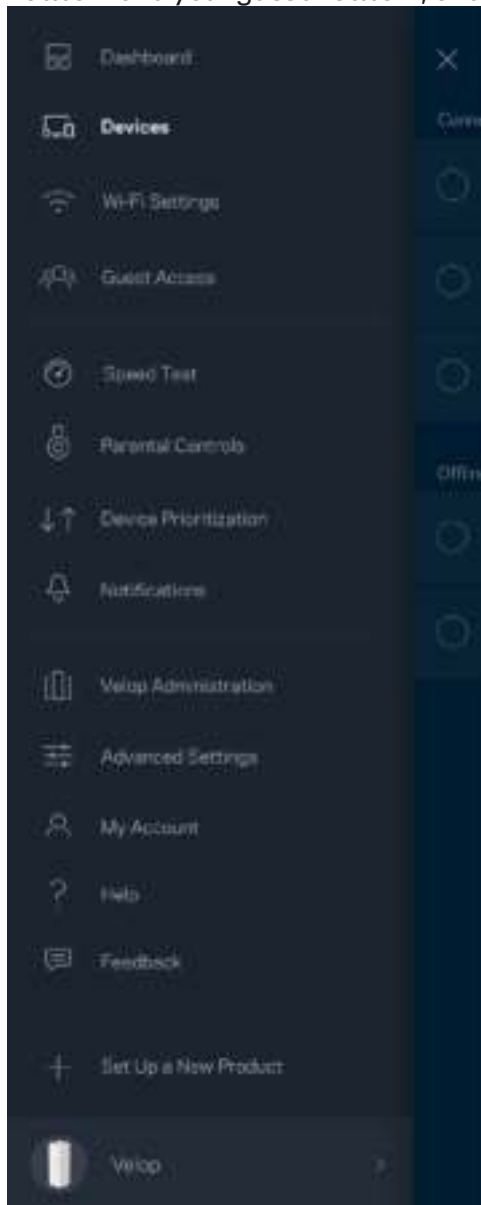 Dashboard
Devices
Wi-Fi Settings
Guest Access
Speed Test
Parental Controls
Device Prioritization
Notifications
Velop Administration
Advanced Settings
My Account
?
Help
Feedback
Set Up a New Product
Velop